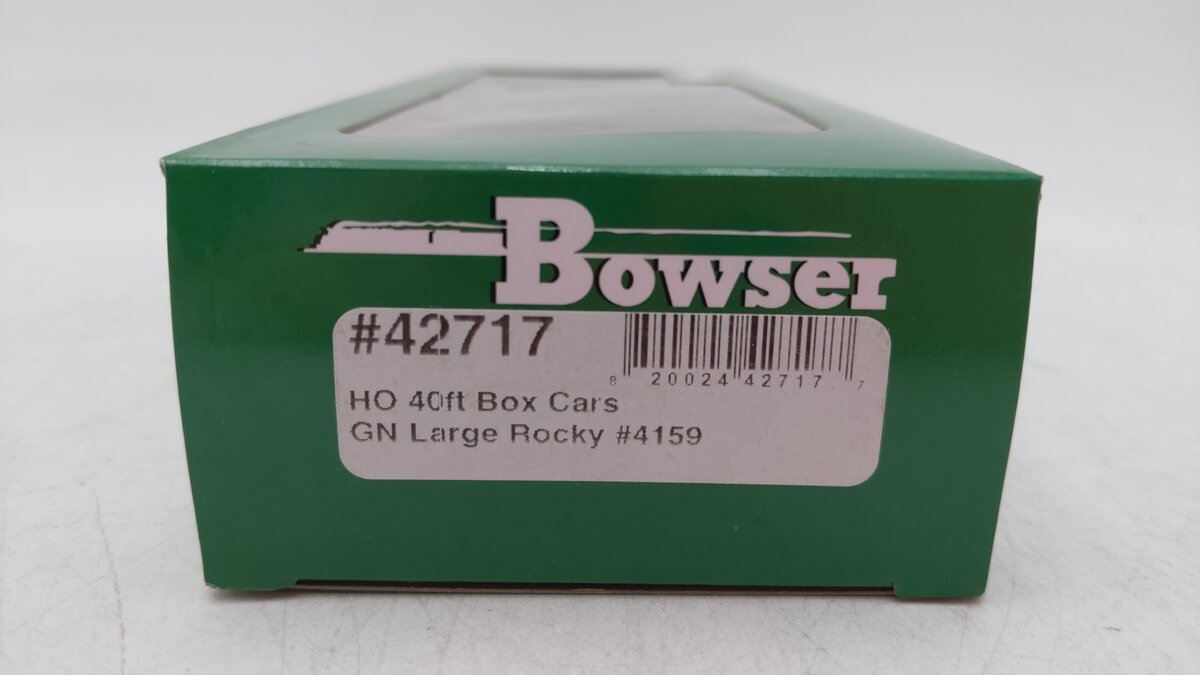 Bowser
#42717
8 20024 42717 7
HO 40ft Box Cars
GN Large Rocky #4159